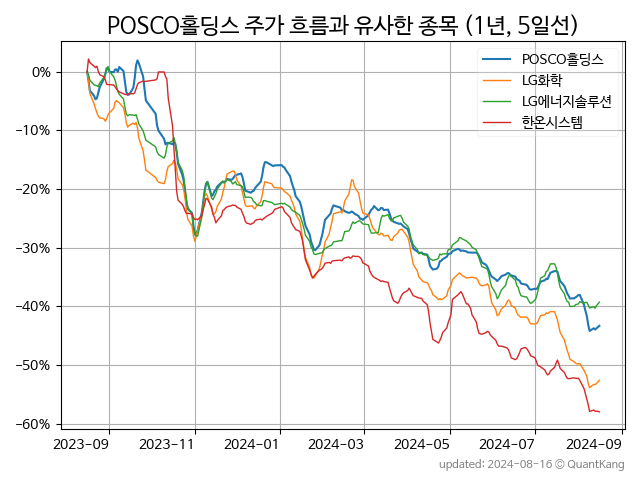 POSCO홀딩스 주가 흐름과 유사한 종목 (1년, 5일선)
POSCO홀딩스
LG화학
LG에너지솔루션
한온시스템
0%
−10%
−20%
−30%
−40%
−50%
−60%
2023-09 2023-11 2024-01 2024-03 2024-05 2024-07 2024-09
updated: 2024-08-16 © QuantKang